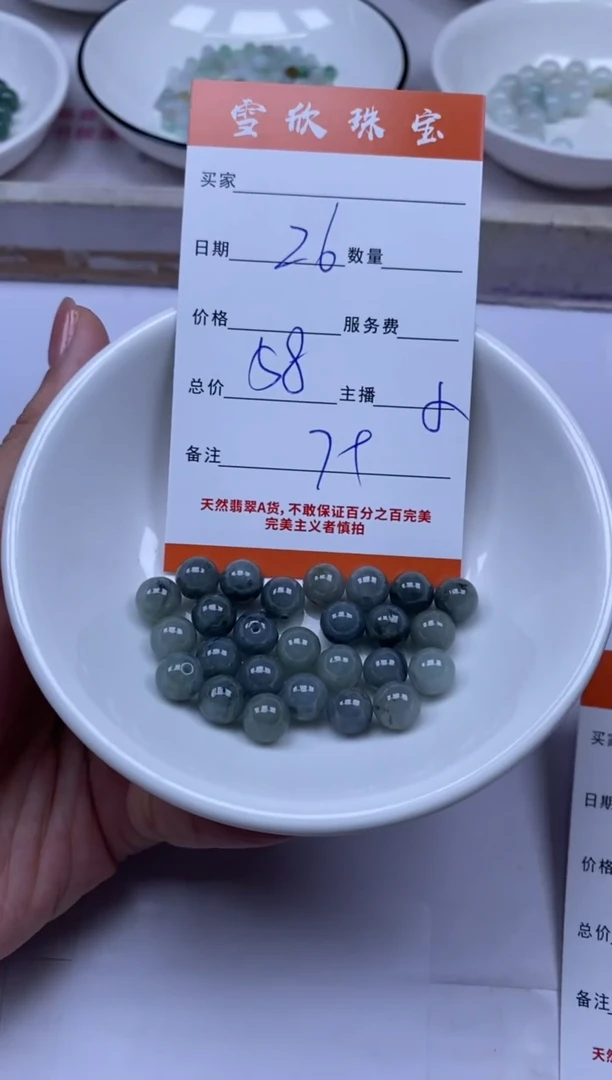 雪欣珠宝
买家
日期 26 数量
价格 服务费
总价 58 主播
备注
天然翡翠A货,不敢保证百分之百完美
完美主义者慎拍
买家
日期
价格
总价
备注
天然